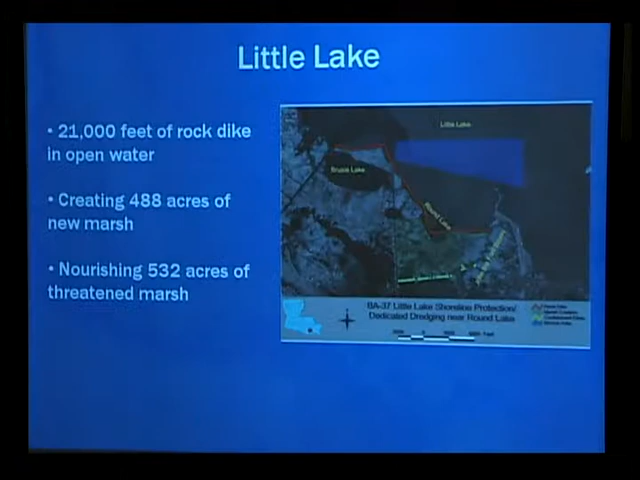 Little Lake
• 21,000 feet of rock dike
in open water
• Creating 488 acres of
new marsh
• Nourishing 532 acres of
threatened marsh
Little Lake
Brusle Lake
Round Lake
BA-37 Little Lake Shoreline Protection/
Dedicated Dredging near Round Lake